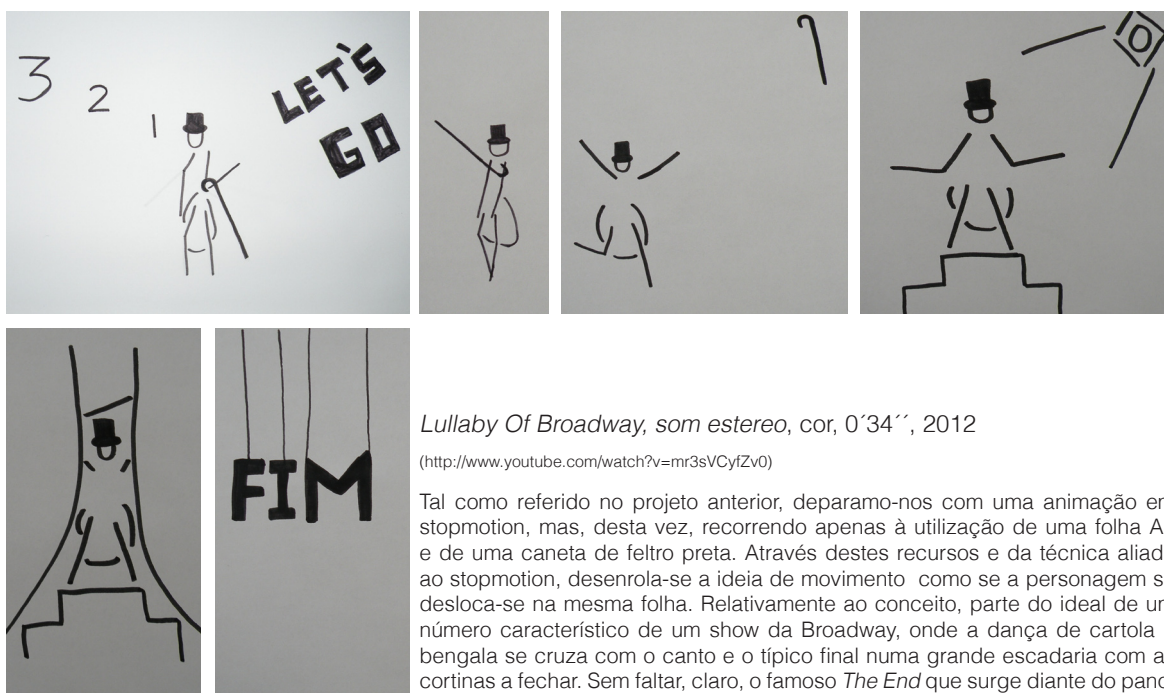 3 2 1
LET'S
GO
FIM
Lullaby Of Broadway, som estereo, cor, 0´34´´, 2012
(http://www.youtube.com/watch?v=mr3sVCyfZv0)
Tal como referido no projeto anterior, deparamo-nos com uma animação
stopmotion, mas, desta vez, recorrendo apenas à utilização de uma folha
e de uma caneta de feltro preta. Através destes recursos e da técnica
ao stopmotion, desenrola-se a ideia de movimento como se a personagem
desloca-se na mesma folha. Relativamente ao conceito, parte do ideal de
número característico de um show da Broadway, onde a dança de cartola
bengala se cruza com o canto e o típico final numa grande escadaria com
cortinas a fechar. Sem faltar, claro, o famoso The End que surge diante do